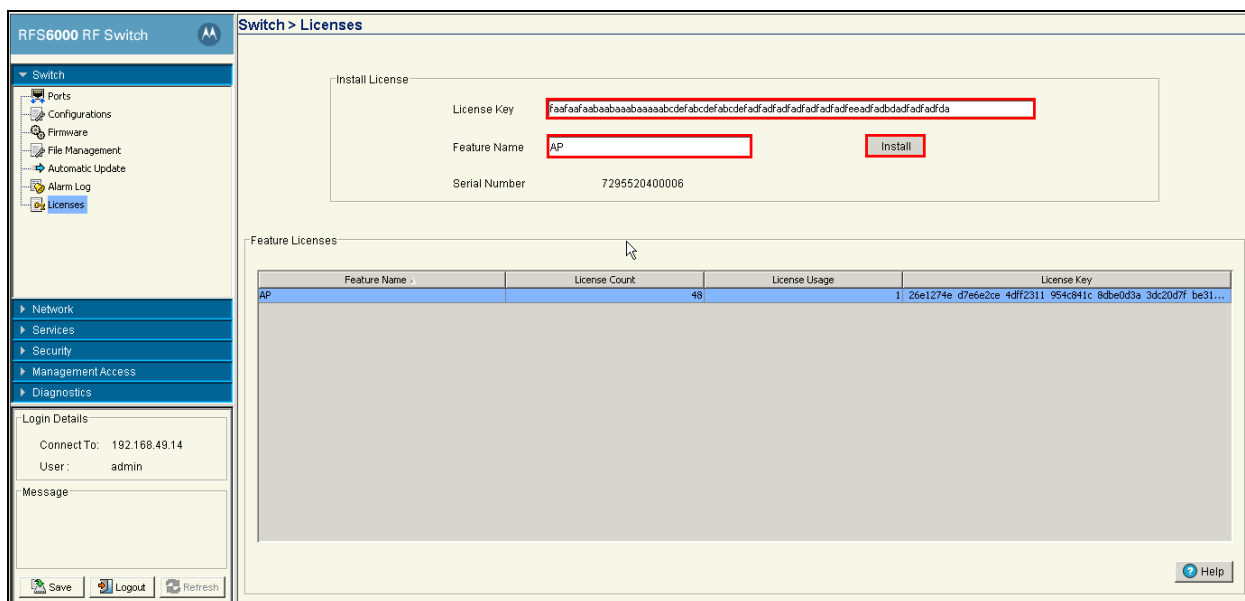 RFS6000 RF Switch
Switch > Licenses
Switch
Ports
Configurations
Firmware
File Management
Automatic Update
Alarm Log
Licenses
Network
Services
Security
Management Access
Diagnostics
Login Details
Connect To: 192.168.49.14
User : admin
Message
Save Logout Refresh
Install License
License Key
Feature Name AP Install
Serial Number 7295520400006
Feature Licenses
Feature Name License Count License Usage License Key
AP 48 1 26e1274e d7e6e2ce 4dff2311 954c841c 8dbe0d3a 3dc20d7f be31...
Help